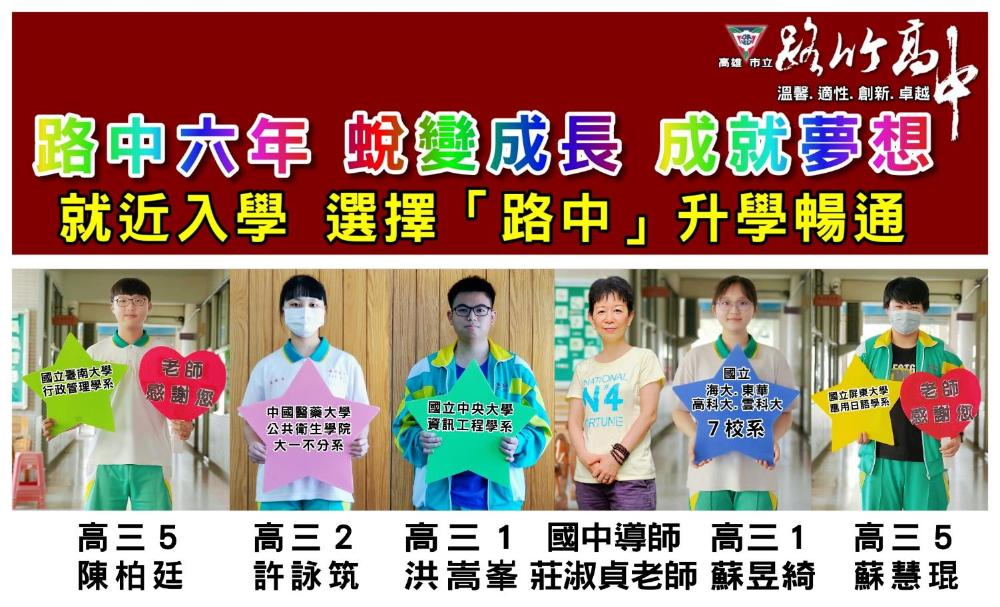 高雄市立 路竹高中
溫馨.適性.創新.卓越
路中六年 蛻變成長 成就夢想
就近入學 選擇「路中」升學暢通
國立臺南大學
行政管理學系
老師
感謝您
中國醫藥大學
公共衛生學院
大一不分系
國立中央大學
資訊工程學系
NATIONAL
#
N4
FORTUNE
國立
海大.東華
高科大.雲科大
7校系
國立屏東大學
應用日語學系
老師
感謝您
高三5
陳柏廷
高三2
許詠筑
高三1
洪嵩峯
國中導師
莊淑貞老師
高三1
蘇昱綺
高三5
蘇慧琨